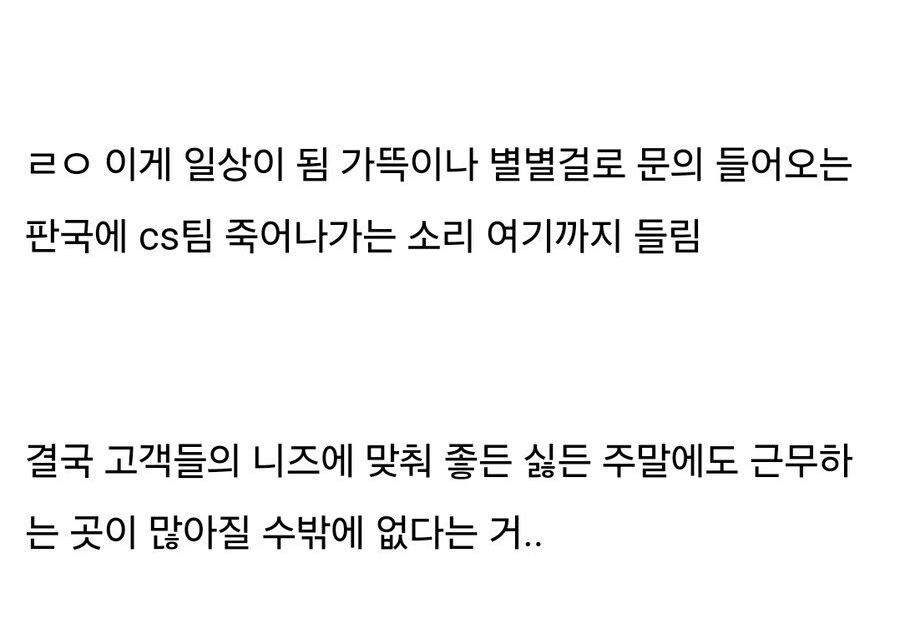 ㄹㅇ 이게 일상이 됨 가뜩이나 별별걸로 문의 들어오는
판국에 cs팀 죽어나가는 소리 여기까지 들림
결국 고객들의 니즈에 맞춰 좋든 싫든 주말에도 근무하
는 곳이 많아질 수밖에 없다는 거..